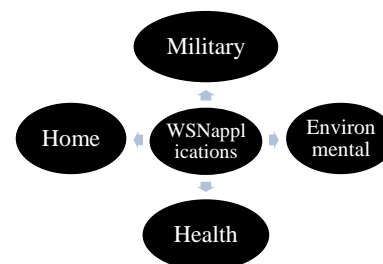 Military
Home
WSNappl
ications
Environ
mental
Health